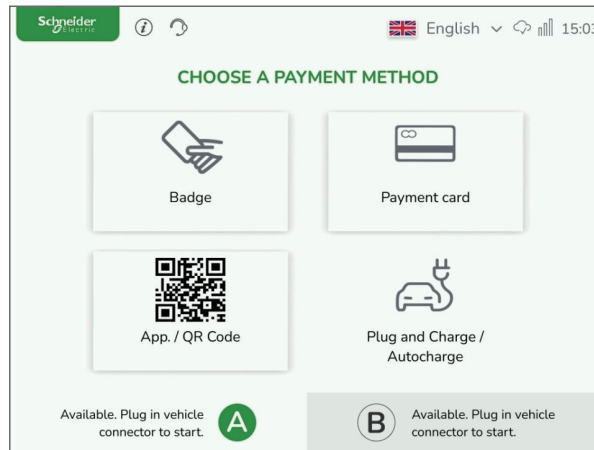 Schneider
Electric
English
15:03
CHOOSE A PAYMENT METHOD
Badge
Payment card
App. / QR Code
Plug and Charge /
Autocharge
Available. Plug in vehicle
connector to start.
A
B
Available. Plug in vehicle
connector to start.